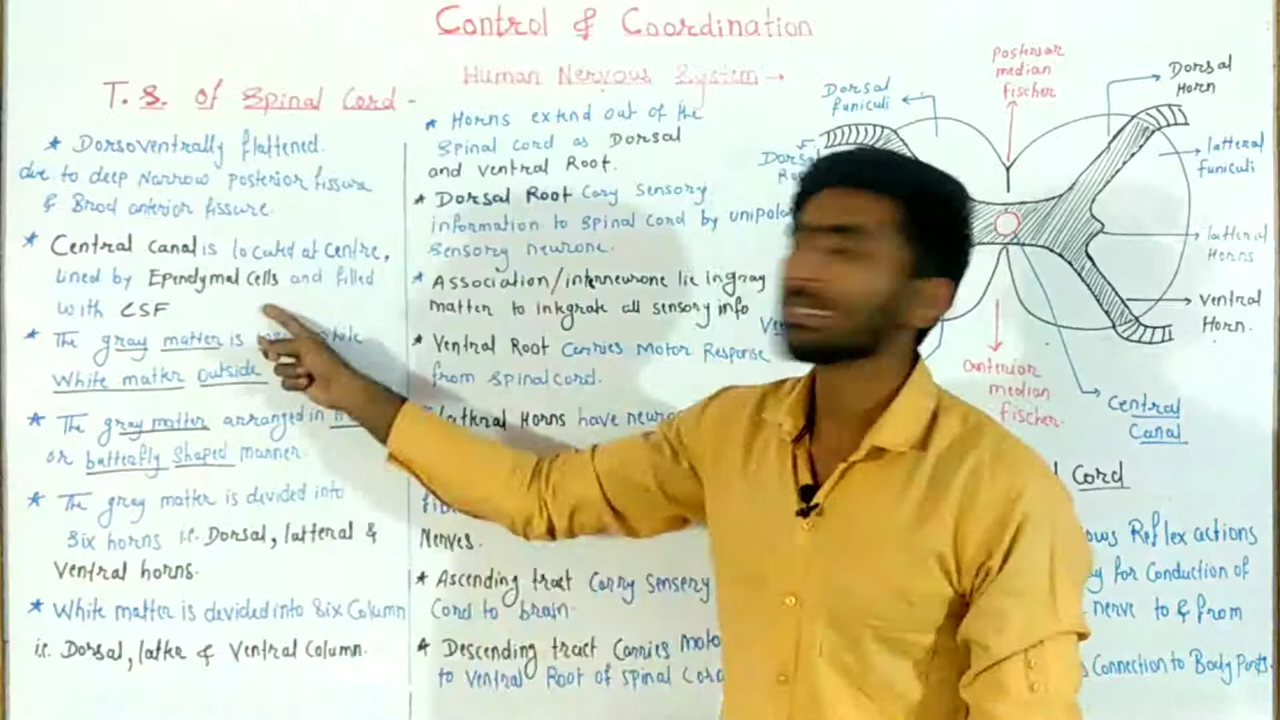 Control & Coordination
Human Nervous System →
T. S. of Spinal Cord -
★ Dorsoventrally flattened.
due to deep Narrow posterior fissure
& Brod anterior fissure.
★ Central canal is located at centre,
lined by Ependymal cells and filled
with CSF
★ The gray matter is
White matter outside
★ The gray matter arranged in
or butterfly shaped manner.
★ The gray matter is divided into
Six horns i.e. Dorsal, latteral &
Ventral horns.
★ White matter is divided into Six Column
i.e. Dorsal, latter & Ventral Column.
★ Horns extend out of the
Spinal cord as Dorsal
and ventral Root.
★ Dorsal Root Cary Sensory
information to spinal cord by unipolar
sensory neurone.
★ Association/interneurone lie in gray
matter to integrate all sensory info
★ Ventral Root Carries Motor Response
from spinal cord.
latteral Horns have
Nerves.
★ Ascending tract Carry Sensery
Cord to brain
★ Descending tract Carries Moto
to Ventral Root of Spinal Cord
Dorsal
funiculi
Posterior
median
fischer
Dorsal
Horn
latteral
funiculi
latteral
Horns
Ventral
Horn.
Dorsal
anterior
median
fischer
Central
Canal
Cord
Reflex actions
for Conduction of
nerve to & from
Connection to Body Parts.